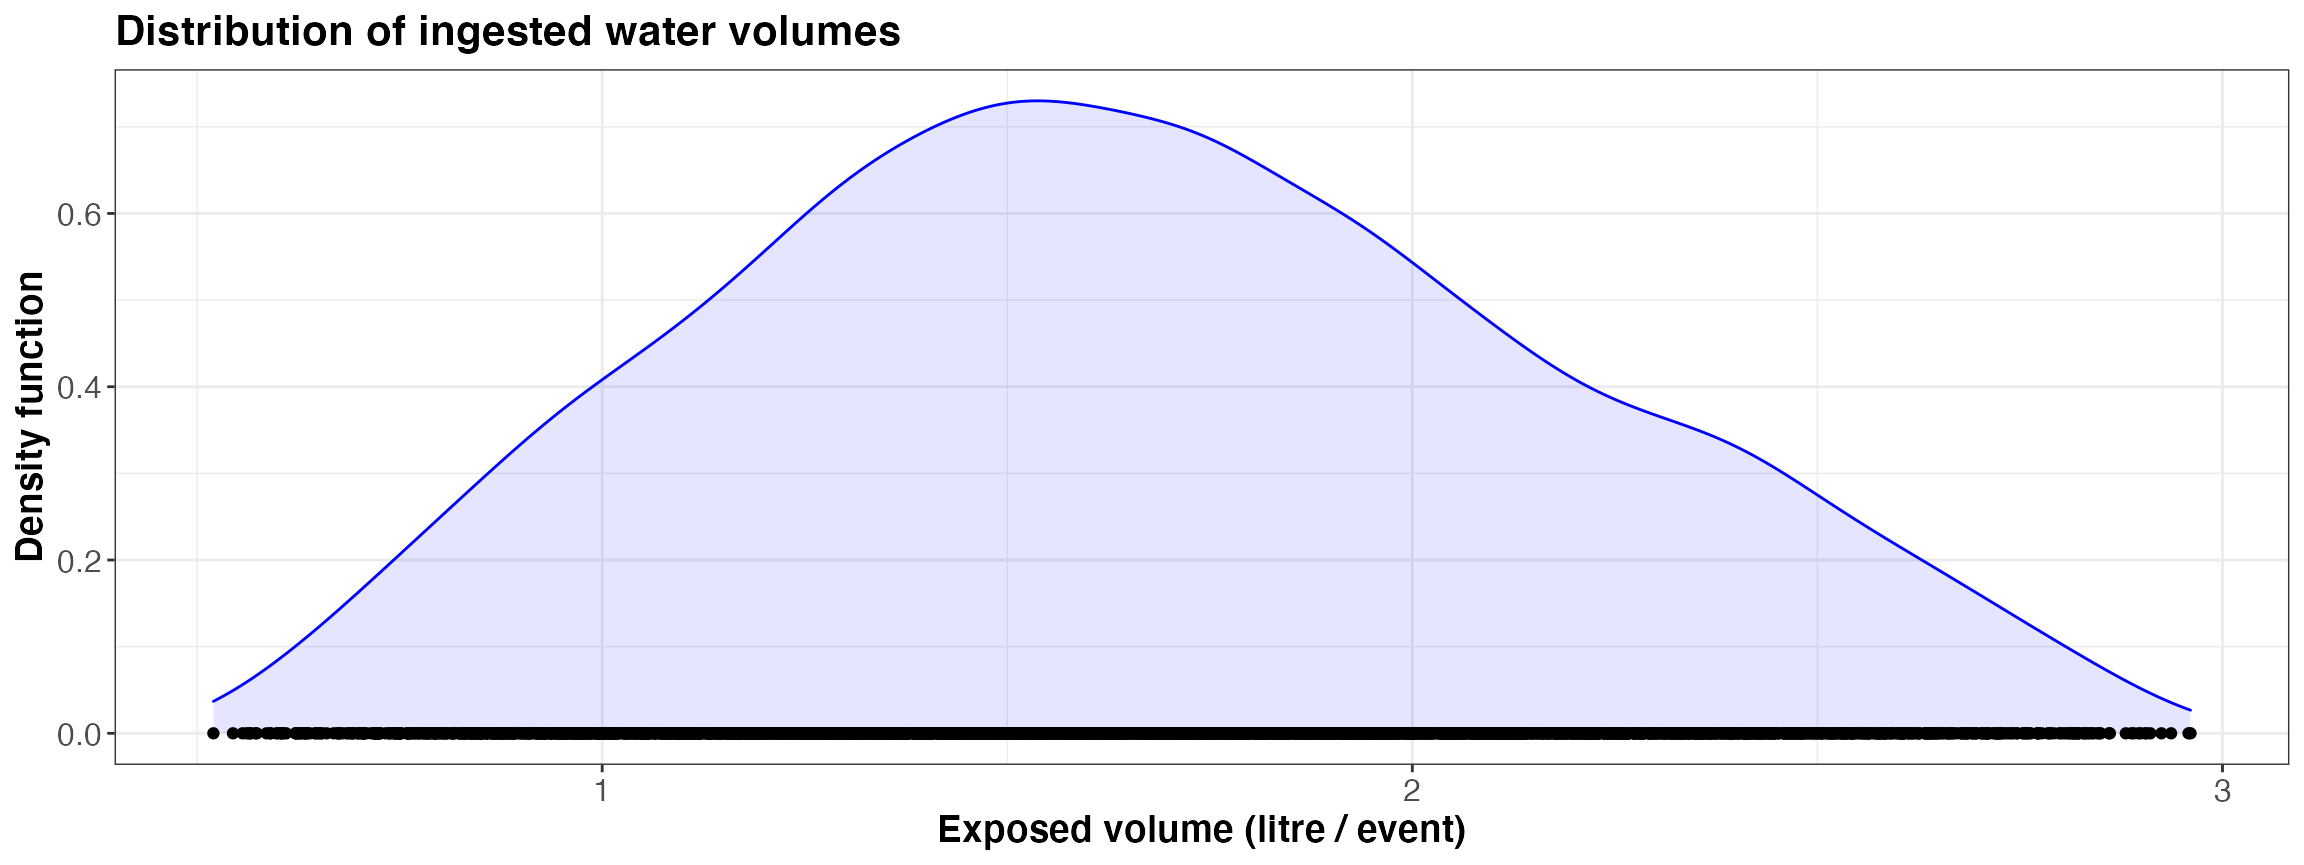 Distribution of ingested water volumes
Density function
0.6
0.4
0.2
0.0
1 2 3
Exposed volume (litre / event)